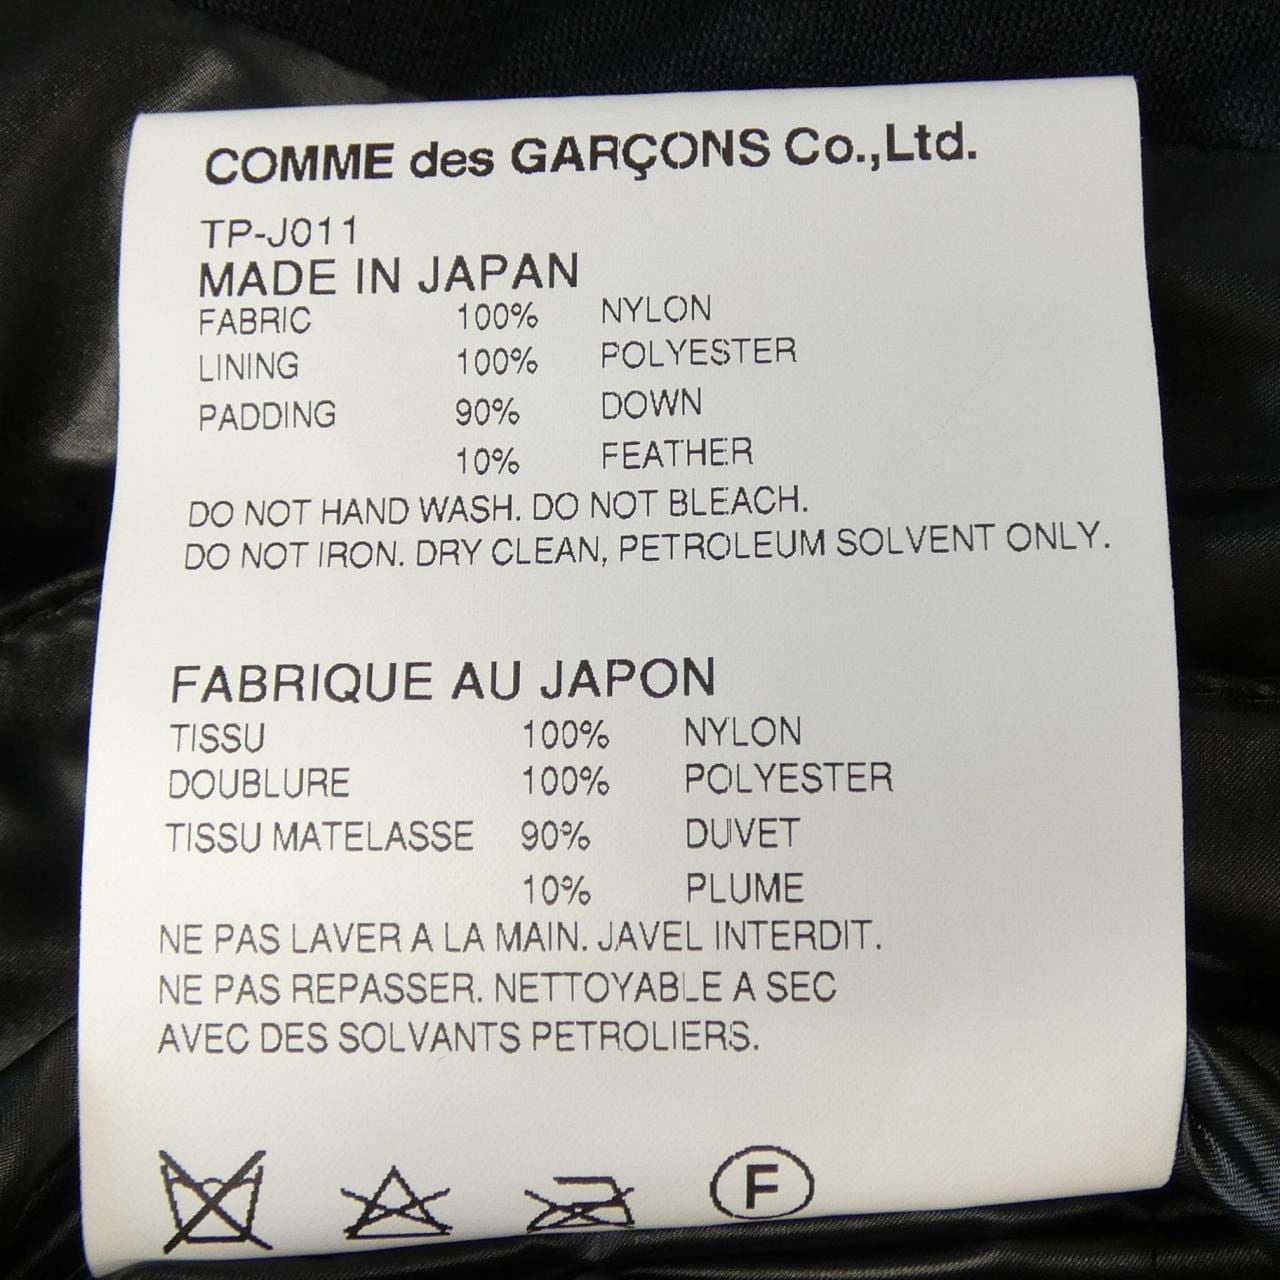 COMME des GARÇONS Co.,Ltd.
TP-J011
MADE IN JAPAN
FABRIC 100% NYLON
LINING 100% POLYESTER
PADDING 90% DOWN
10% FEATHER
DO NOT HAND WASH. DO NOT BLEACH.
DO NOT IRON. DRY CLEAN, PETROLEUM SOLVENT ONLY.
FABRIQUE AU JAPON
TISSU 100% NYLON
DOUBLURE 100% POLYESTER
TISSU MATELASSE 90% DUVET
10% PLUME
NE PAS LAVER A LA MAIN. JAVEL INTERDIT.
NE PAS REPASSER. NETTOYABLE A SEC
AVEC DES SOLVANTS PETROLIERS.
F